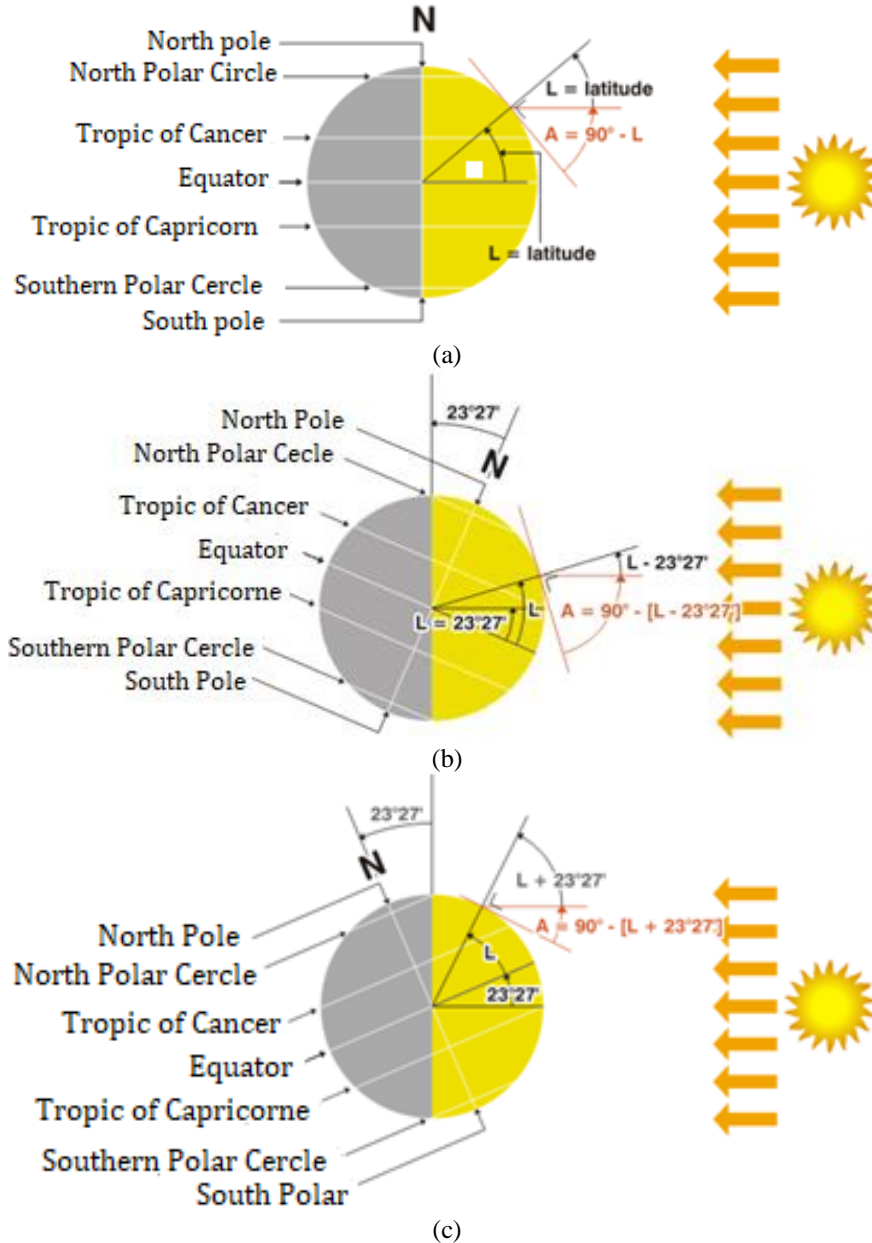 N
North pole
North Polar Circle
L = latitude
Tropic of Cancer
A = 90° - L
Equator
Tropic of Capricorn
L = latitude
Southern Polar Cercle
South pole
(a)
23°27'
North Pole
N
North Polar Cecle
Tropic of Cancer
Equator
L - 23°27'
Tropic of Capricorne
L
A = 90° - [L - 23°27']
L = 23°27'
Southern Polar Cercle
South Pole
(b)
23°27'
N
L + 23°27'
North Pole
A = 90° - [L + 23°27']
North Polar Cercle
L
23°27'
Tropic of Cancer
Equator
Tropic of Capricorne
Southern Polar Cercle
South Polar
(c)